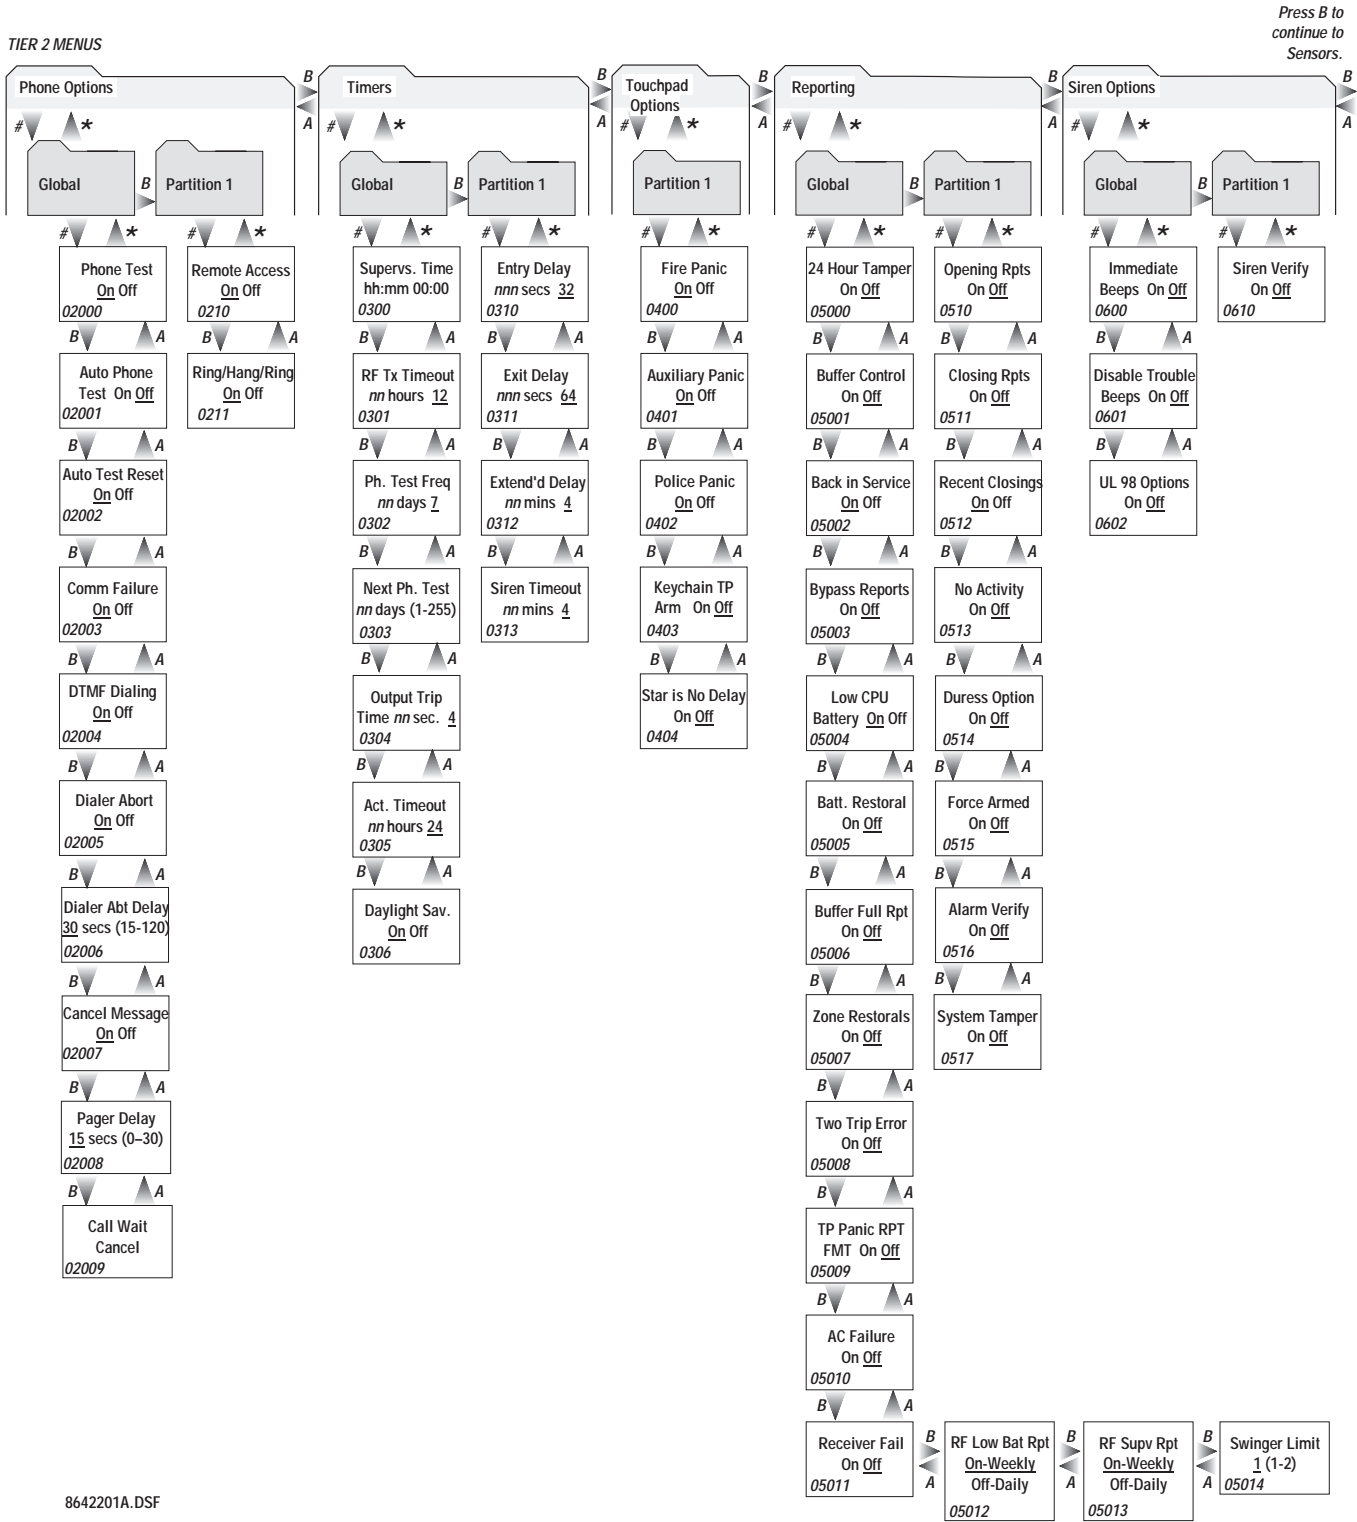 Press B to
continue to
Sensors.
TIER 2 MENUS
Phone Options
B
A
#
*
Global
B
Partition 1
#
*
Phone Test
On Off
02000
B
A
Auto Phone
Test On Off
02001
B
A
Auto Test Reset
On Off
02002
B
A
Comm Failure
On Off
02003
B
A
DTMF Dialing
On Off
02004
B
A
Dialer Abort
On Off
02005
B
A
Dialer Abt Delay
30 secs (15-120)
02006
B
A
Cancel Message
On Off
02007
B
A
Pager Delay
15 secs (0–30)
02008
B
A
Call Wait
Cancel
02009
#
*
Remote Access
On Off
0210
B
A
Ring/Hang/Ring
On Off
0211
Timers
B
A
#
*
Global
B
Partition 1
#
*
Supervs. Time
hh:mm 00:00
0300
B
A
RF Tx Timeout
nn hours 12
0301
B
A
Ph. Test Freq
nn days 7
0302
B
A
Next Ph. Test
nn days (1-255)
0303
B
A
Output Trip
Time nn sec. 4
0304
B
A
Act. Timeout
nn hours 24
0305
B
A
Daylight Sav.
On Off
0306
#
*
Entry Delay
nnn secs 32
0310
B
A
Exit Delay
nnn secs 64
0311
B
A
Extend'd Delay
nn mins 4
0312
B
A
Siren Timeout
nn mins 4
0313
Touchpad
Options
B
A
#
*
Partition 1
#
*
Fire Panic
On Off
0400
B
A
Auxiliary Panic
On Off
0401
B
A
Police Panic
On Off
0402
B
A
Keychain TP
Arm On Off
0403
B
A
Star is No Delay
On Off
0404
Reporting
B
A
#
*
Global
B
Partition 1
#
*
24 Hour Tamper
On Off
05000
B
A
Buffer Control
On Off
05001
B
A
Back in Service
On Off
05002
B
A
Bypass Reports
On Off
05003
B
A
Low CPU
Battery On Off
05004
B
A
Batt. Restoral
On Off
05005
B
A
Buffer Full Rpt
On Off
05006
B
A
Zone Restorals
On Off
05007
B
A
Two Trip Error
On Off
05008
B
A
TP Panic RPT
FMT On Off
05009
B
A
AC Failure
On Off
05010
B
A
Receiver Fail
On Off
05011
B
A
RF Low Bat Rpt
On-Weekly
Off-Daily
05012
B
A
RF Supv Rpt
On-Weekly
Off-Daily
05013
B
A
Swinger Limit
1 (1-2)
05014
#
*
Opening Rpts
On Off
0510
B
A
Closing Rpts
On Off
0511
B
A
Recent Closings
On Off
0512
B
A
No Activity
On Off
0513
B
A
Duress Option
On Off
0514
B
A
Force Armed
On Off
0515
B
A
Alarm Verify
On Off
0516
B
A
System Tamper
On Off
0517
Siren Options
B
A
#
*
Global
B
Partition 1
#
*
Immediate
Beeps On Off
0600
B
A
Disable Trouble
Beeps On Off
0601
B
A
UL 98 Options
On Off
0602
#
*
Siren Verify
On Off
0610
8642201A.DSF